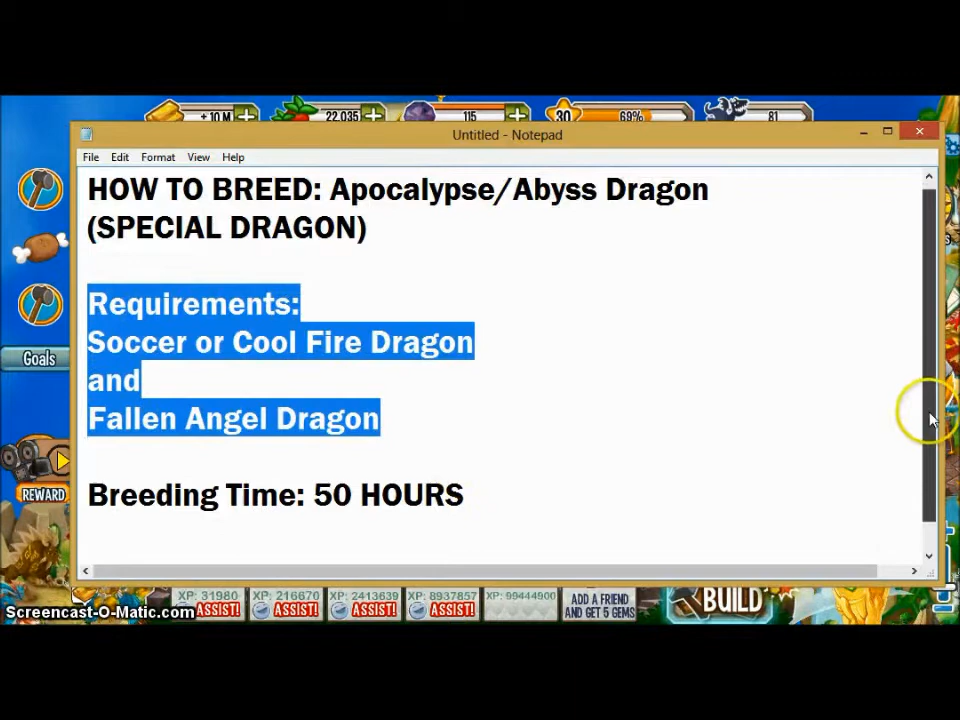 + 10 M
22,035
115
30
69%
81
Untitled - Notepad
File Edit Format View Help
HOW TO BREED: Apocalypse/Abyss Dragon
(SPECIAL DRAGON)
Requirements:
Soccer or Cool Fire Dragon
and
Fallen Angel Dragon
Breeding Time: 50 HOURS
Goals
REWARD
XP: 31980
XP: 216670
XP: 2413639
XP: 8937857
XP: 99444900
ASSIST!
ASSIST!
ASSIST!
ASSIST!
ADD A FRIEND
AND GET 5 GEMS
BUILD
Screencast-O-Matic.com